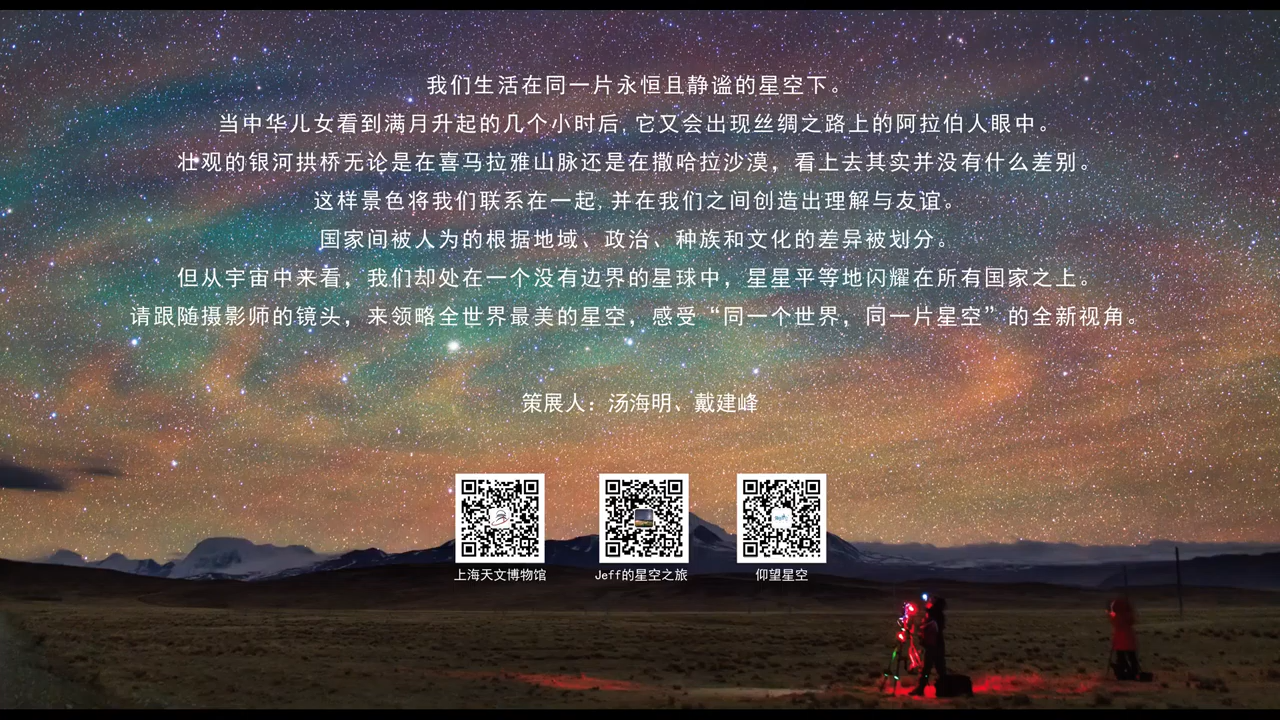 我们生活在同一片永恒且静谧的星空下。
当中华儿女看到满月升起的几个小时后,它又会出现丝绸之路上的阿拉伯人眼中。
壮观的银河拱桥无论是在喜马拉雅山脉还是在撒哈拉沙漠，看上去其实并没有什么差别。
这样景色将我们联系在一起,并在我们之间创造出理解与友谊。
国家间被人为的根据地域、政治、种族和文化的差异被划分。
但从宇宙中来看，我们却处在一个没有边界的星球中，星星平等地闪耀在所有国家之上。
请跟随摄影师的镜头，来领略全世界最美的星空，感受“同一个世界，同一片星空”的全新视角。
策展人：汤海明、戴建峰
上海天文博物馆
Jeff的星空之旅
仰望星空